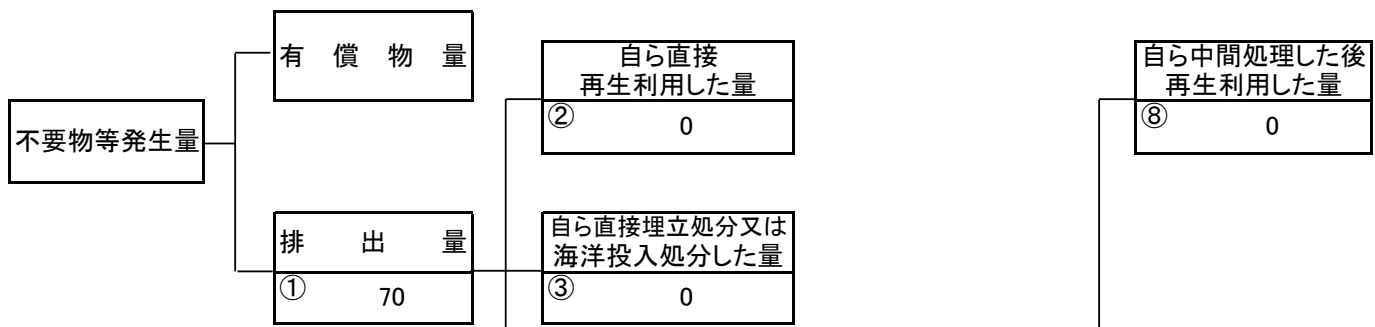 有償物量
自ら直接
再生利用した量
② 0
自ら中間処理した後
再生利用した量
⑧ 0
不要物等発生量
排出量
① 70
自ら直接埋立処分又は
海洋投入処分した量
③ 0